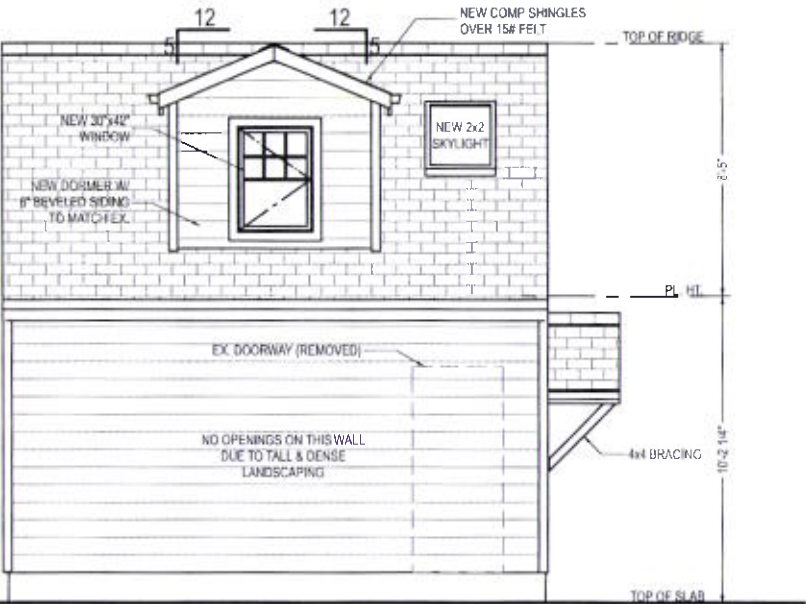 12
12
5
5
NEW COMP SHINGLES
OVER 15# FELT
TOP OF RIDGE
NEW 30"x42"
WINDOW
NEW 2x2
SKYLIGHT
NEW DORMER W/
6" BEVELED SIDING
TO MATCH EX.
PL. HT.
EX. DOORWAY (REMOVED)
NO OPENINGS ON THIS WALL
DUE TO TALL & DENSE
LANDSCAPING
4x4 BRACING
10'-2 1/4"
TOP OF SLAB